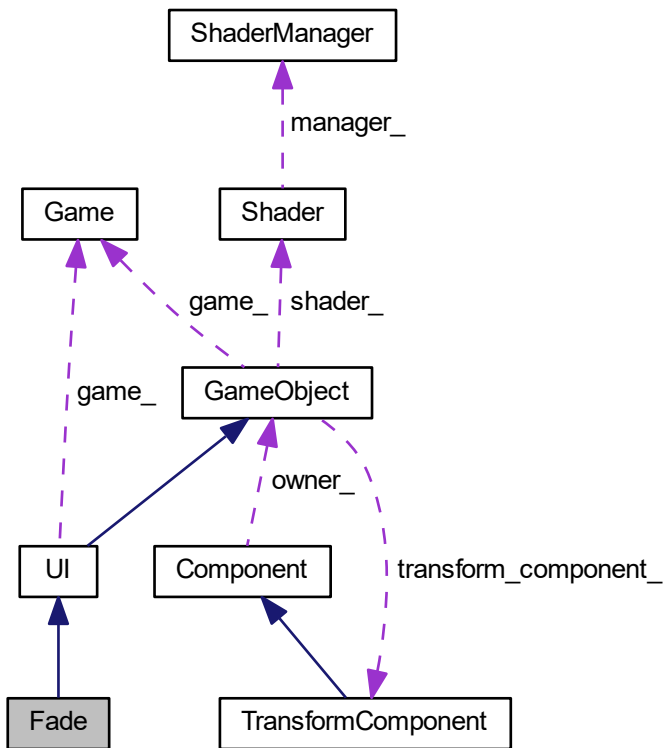 ShaderManager
manager_
Game
Shader
game_
shader_
game_
GameObject
owner_
UI
Component
transform_component_
Fade
TransformComponent